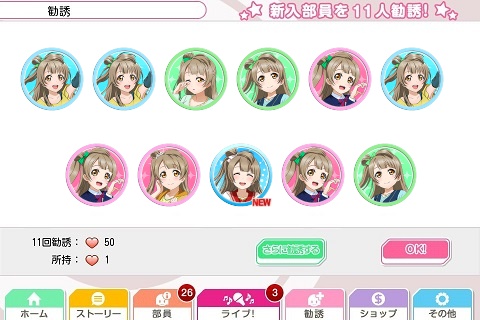 勧誘
新入部員を11人勧誘!
NEW
11回勧誘: 50
所持: 1
さらに勧誘する
OK!
26
3
ホーム
ストーリー
部員
ライブ!
勧誘
ショップ
その他